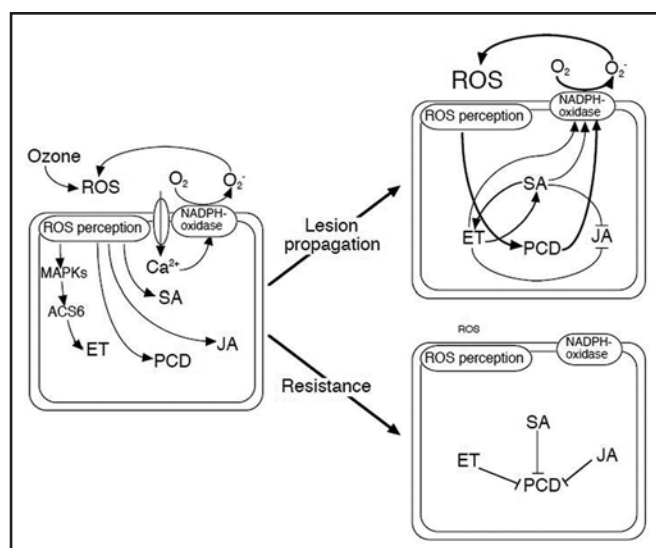 Ozone
ROS
O₂
O₂⁻
ROS perception
NADPH-
oxidase
MAPKs
Ca²⁺
ACS6
SA
ET
PCD
JA
Lesion
propagation
Resistance
ROS
O₂
O₂⁻
ROS perception
NADPH-
oxidase
SA
ET
PCD
JA
ROS
ROS perception
NADPH-
oxidase
SA
ET
JA
PCD